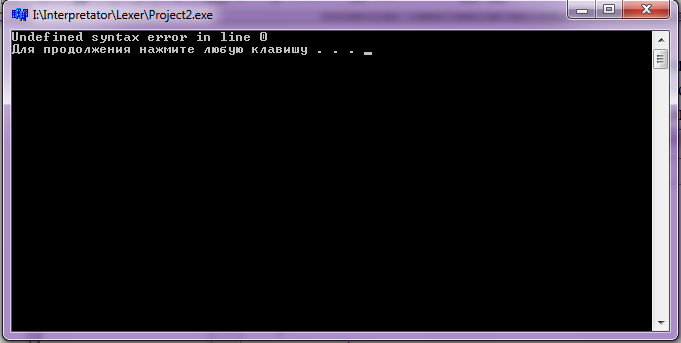 I:\Interpretator\Lexer\Project2.exe
Undefined syntax error in line 0
Для продолжения нажмите любую клавишу . . . _